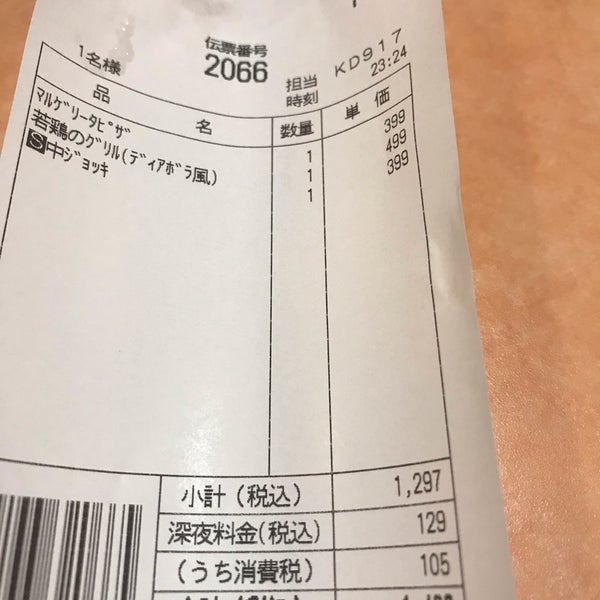 伝票番号
1名様 2066 担当 KD917
時刻 23:24
品名 数量 単価
ﾏﾙｹﾞﾘｰﾀﾋﾟｻﾞ 1 399
若鶏のｸﾞﾘﾙ(ﾃﾞｨｱﾎﾞﾗ風) 1 499
S中ｼﾞｮｯｷ 1 399
小計(税込) 1,297
深夜料金(税込) 129
(うち消費税) 105